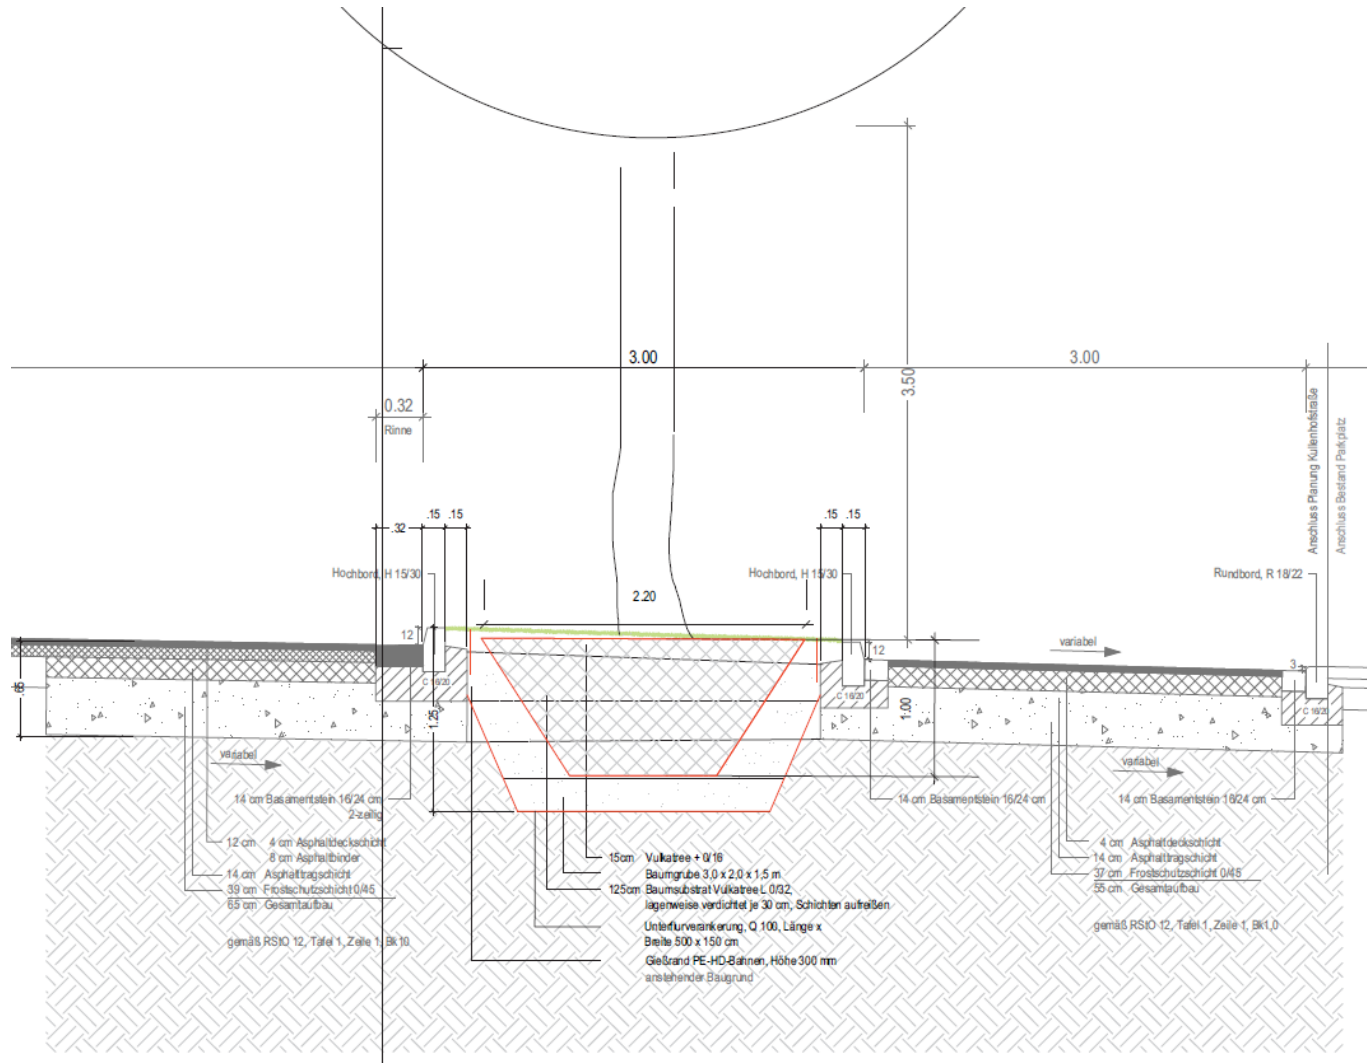 3.00
3.00
3.50
0.32
Rinne
Anschluss Planung Kullenhofstraße
Anschluss Bestand Parkplatz
.32
.15
.15
.15
.15
Hochbord, H 15/30
Hochbord, H 15/30
Rundbord, R 18/22
2.20
12
12
variabel
3
C 16/20
C 16/20
C 16/20
.65
1.25
1.00
variabel
variabel
14 cm Basamentstein 16/24 cm
2-zeilig
14 cm Basamentstein 16/24 cm
14 cm Basamentstein 16/24 cm
12 cm 4 cm Asphaltdeckschicht
8 cm Asphaltbinder
14 cm Asphalttragschicht
39 cm Frostschutzschicht 0/45
65 cm Gesamtaufbau
gemäß RStO 12, Tafel 1, Zeile 1, Bk10
15cm Vulkatree + 0/16
Baumgrube 3,0 x 2,0 x 1,5 m
125cm Baumsubstrat Vulkatree L 0/32,
lagenweise verdichtet je 30 cm, Schichten aufreißen
Unterflurverankerung, Q 100, Länge x
Breite 500 x 150 cm
Gießrand PE-HD-Bahnen, Höhe 300 mm
anstehender Baugrund
4 cm Asphaltdeckschicht
14 cm Asphalttragschicht
37 cm Frostschutzschicht 0/45
55 cm Gesamtaufbau
gemäß RStO 12, Tafel 1, Zeile 1, Bk1,0